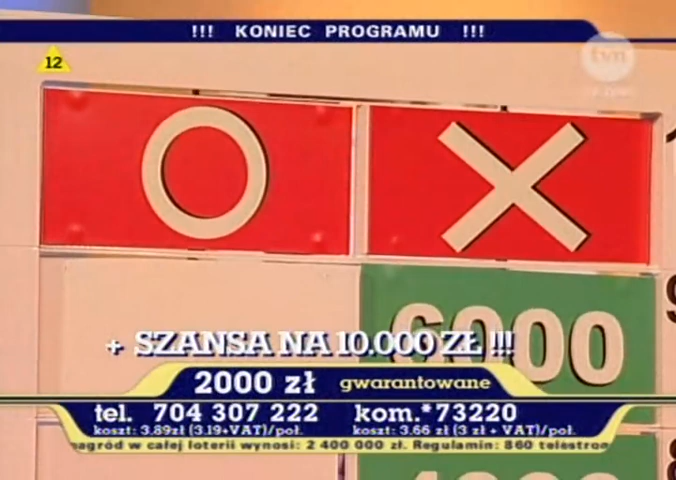 !!! KONIEC PROGRAMU !!!
12
tvn
O X
6000
+ SZANSA NA 10.000 ZŁ !!!
2000 zł gwarantowane
tel. 704 307 222 kom.*73220
koszt: 3.89zł (3.19+VAT)/poł. koszt: 3.66 zł (3 zł + VAT)/poł.
nagród w całej loterii wynosi: 2 400 000 zł. Regulamin: 860 telestron